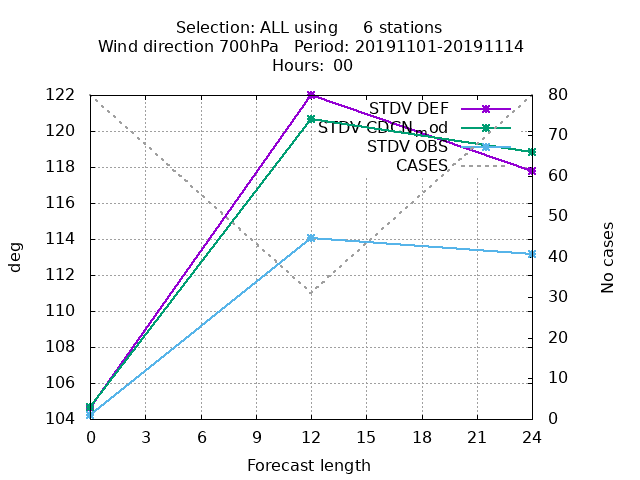 Selection: ALL using     6 stations
Wind direction 700hPa   Period: 20191101-20191114
Hours:  00
STDV DEF
STDV CDCN_od
STDV OBS
CASES
deg
No cases
122
120
118
116
114
112
110
108
106
104
80
70
60
50
40
30
20
10
0
0 3 6 9 12 15 18 21 24
Forecast length